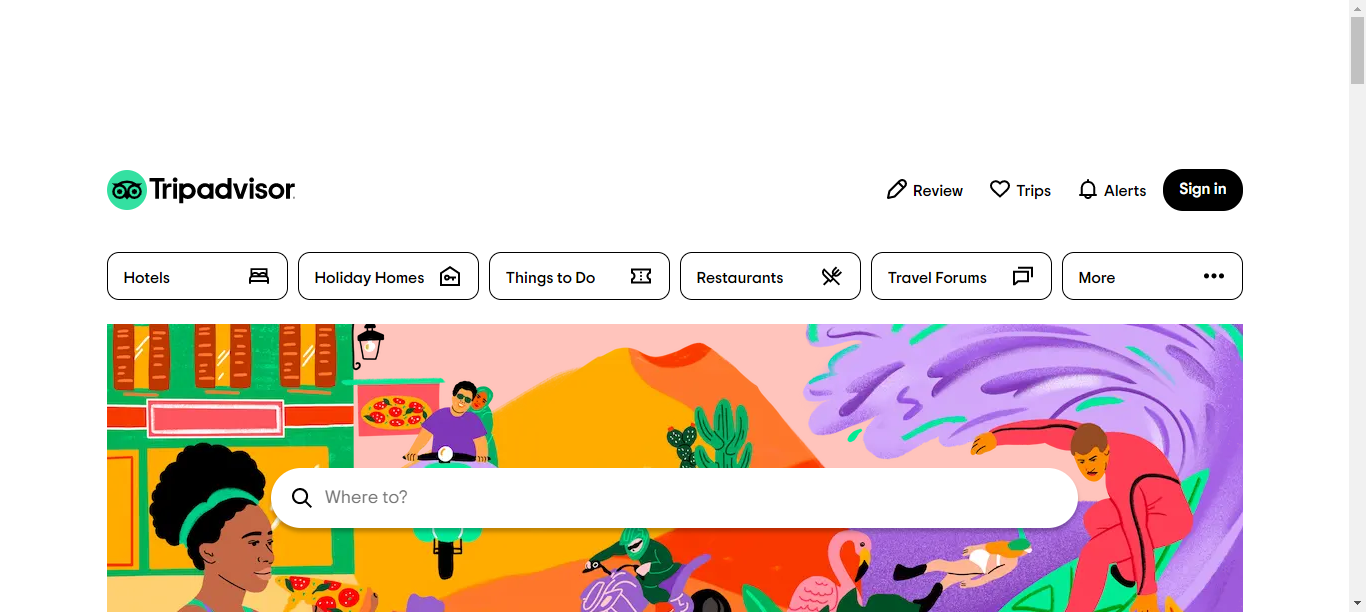 Tripadvisor
Review
Trips
Alerts
Sign in
Hotels
Holiday Homes
Things to Do
Restaurants
Travel Forums
More
Where to?